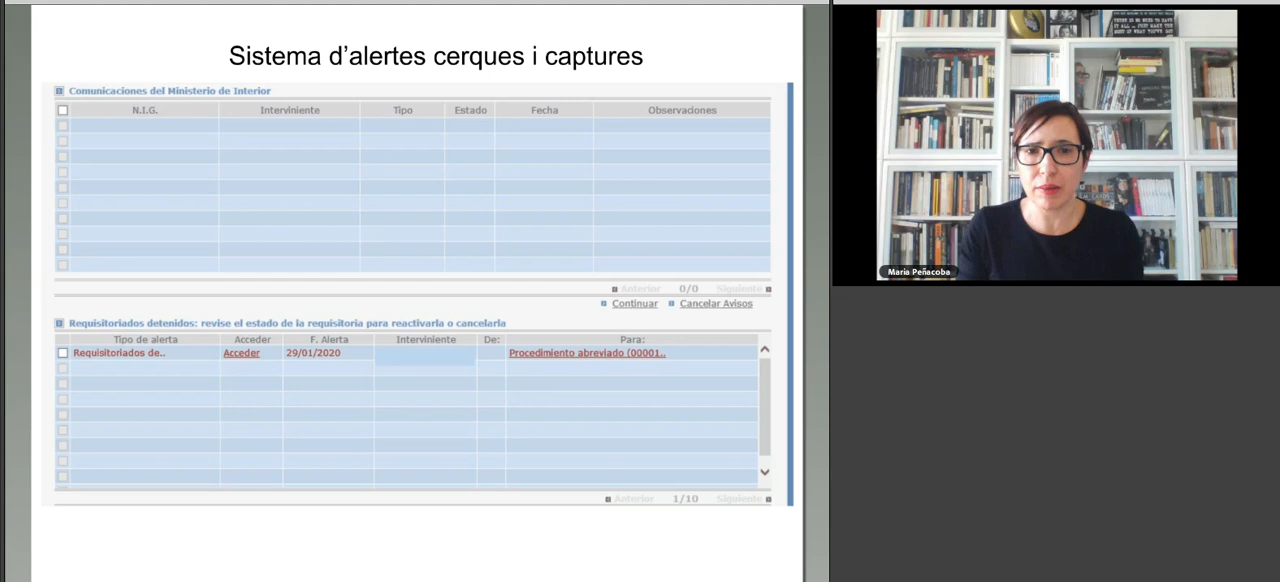 Sistema d’alertes cerques i captures
Comunicaciones del Ministerio de Interior
N.I.G. Interviniente Tipo Estado Fecha Observaciones
Anterior 0/0 Siguiente
Continuar Cancelar Avisos
Requisitoriados detenidos: revise el estado de la requisitoria para reactivarla o cancelarla
Tipo de alerta Acceder F. Alerta Interviniente De: Para:
Requisitoriados de.. Acceder 29/01/2020 Procedimiento abreviado (00001..
Anterior 1/10 Siguiente
Maria Peñacoba